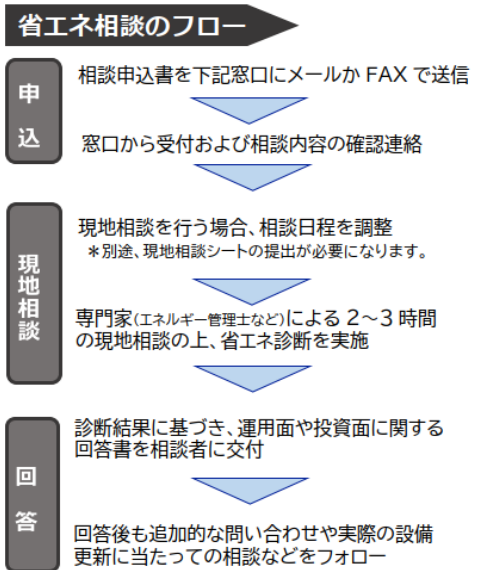 省エネ相談のフロー
申込
相談申込書を下記窓口にメールか FAX で送信
窓口から受付および相談内容の確認連絡
現地相談
現地相談を行う場合、相談日程を調整
＊別途、現地相談シートの提出が必要になります。
専門家(エネルギー管理士など)による 2～3 時間
の現地相談の上、省エネ診断を実施
回答
診断結果に基づき、運用面や投資面に関する
回答書を相談者に交付
回答後も追加的な問い合わせや実際の設備
更新に当たっての相談などをフォロー